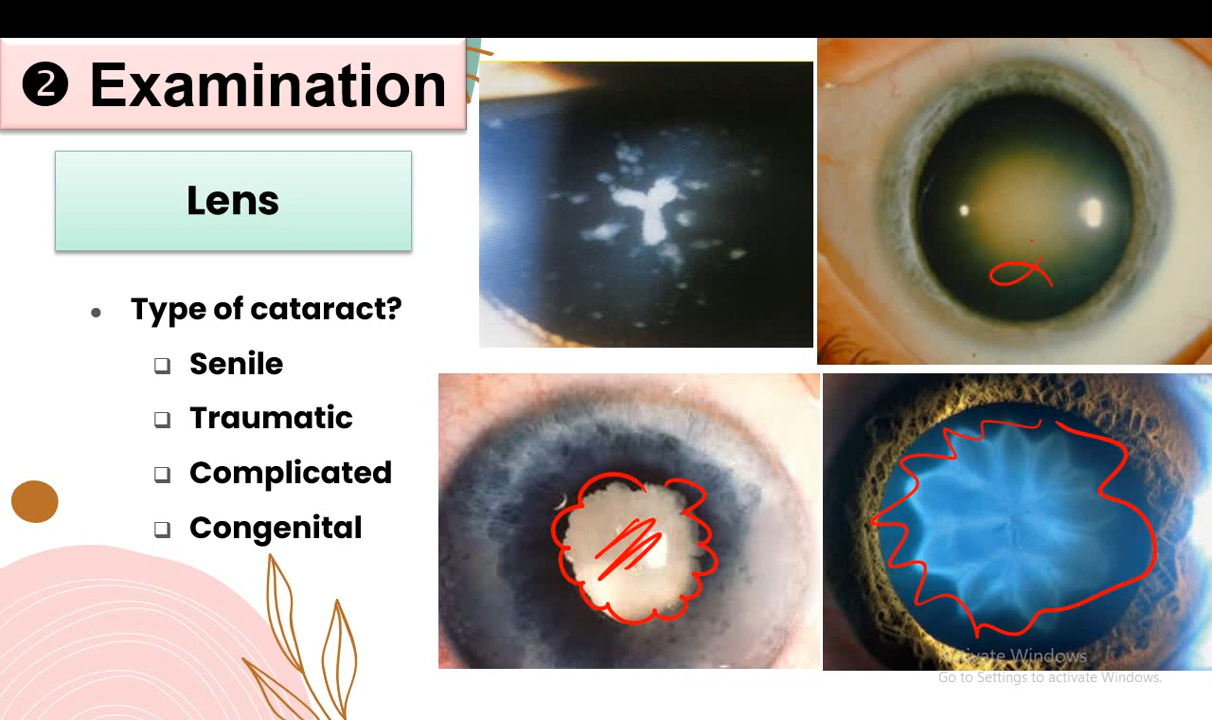 ❷ Examination
Lens
Type of cataract?
Senile
Traumatic
Complicated
Congenital
Activate Windows
Go to Settings to activate Windows.